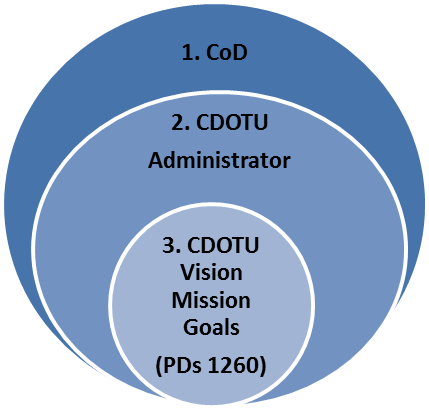 1. CoD
2. CDOTU
Administrator
3. CDOTU
Vision
Mission
Goals
(PDs 1260)